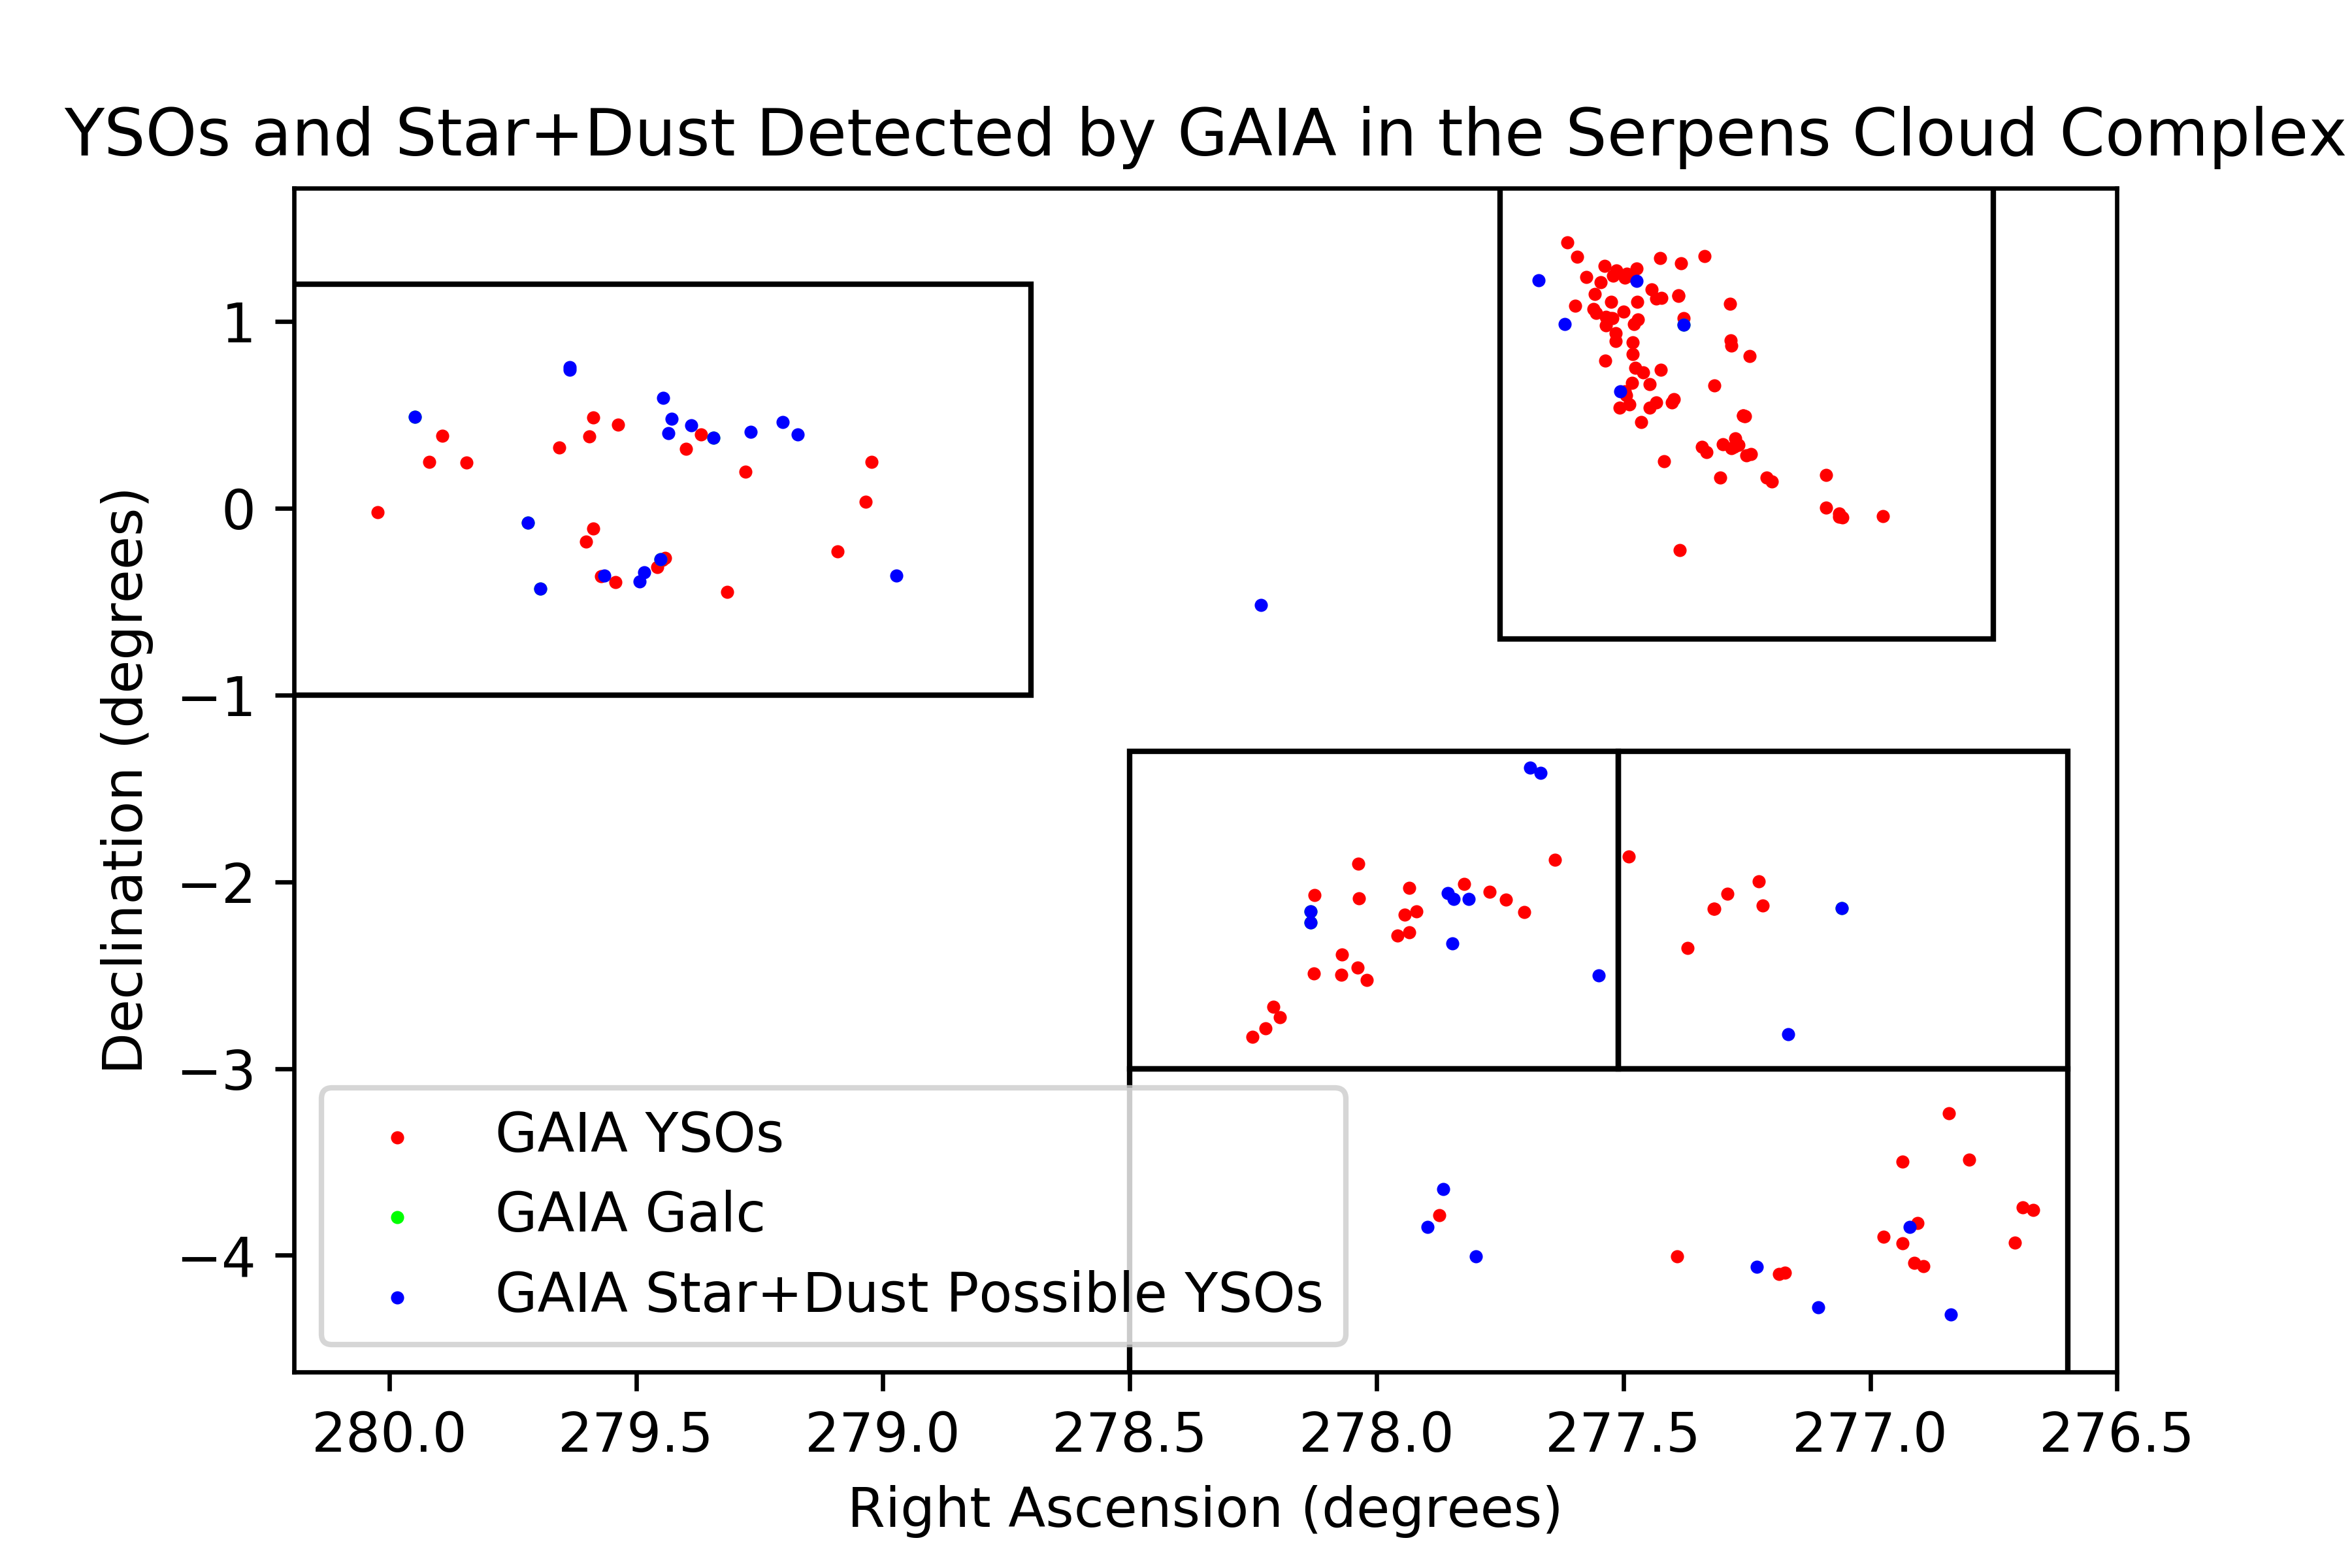 YSOs and Star+Dust Detected by GAIA in the Serpens Cloud Complex
1
0
−1
−2
−3
−4
Declination (degrees)
GAIA YSOs
GAIA Galc
GAIA Star+Dust Possible YSOs
280.0 279.5 279.0 278.5 278.0 277.5 277.0 276.5
Right Ascension (degrees)